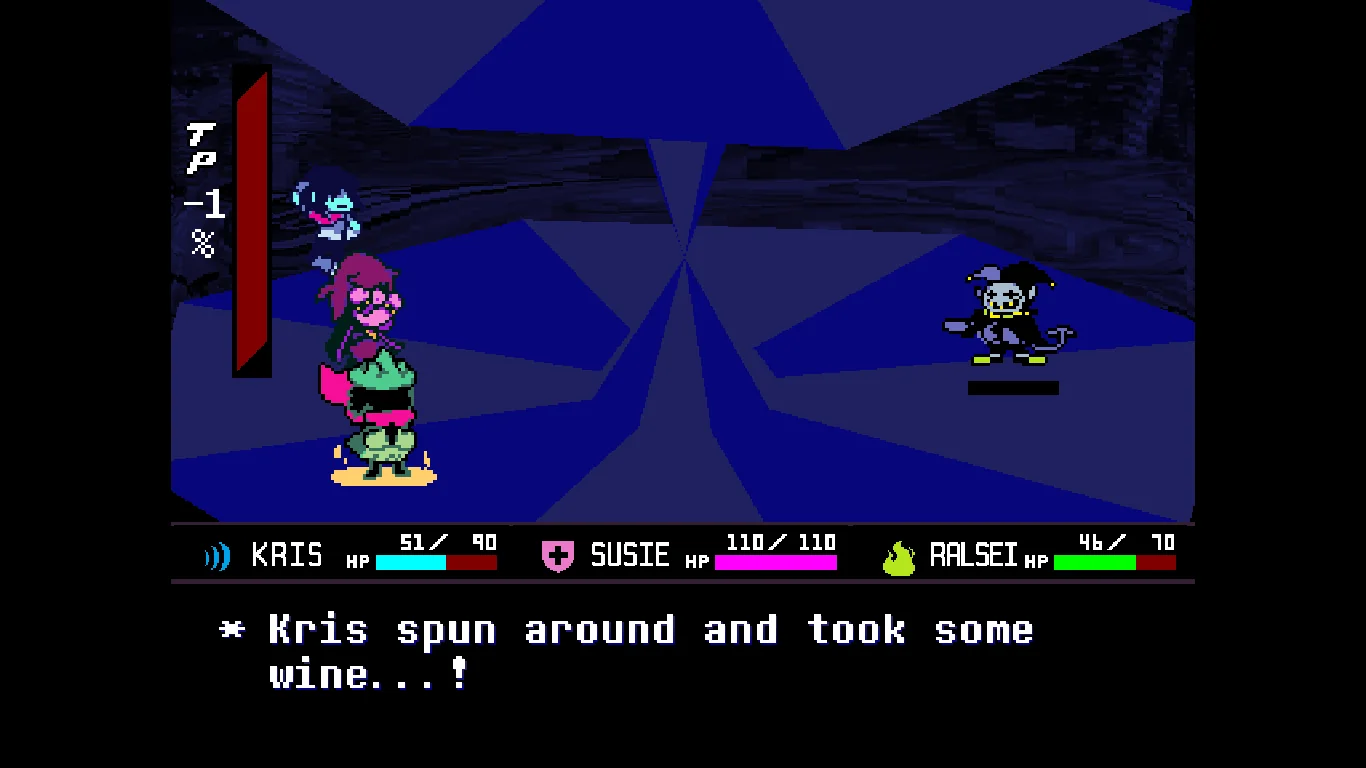 TP
-1
%
KRIS HP 51/ 90
SUSIE HP 110/ 110
RALSEI HP 46/ 70
* Kris spun around and took some
wine...!